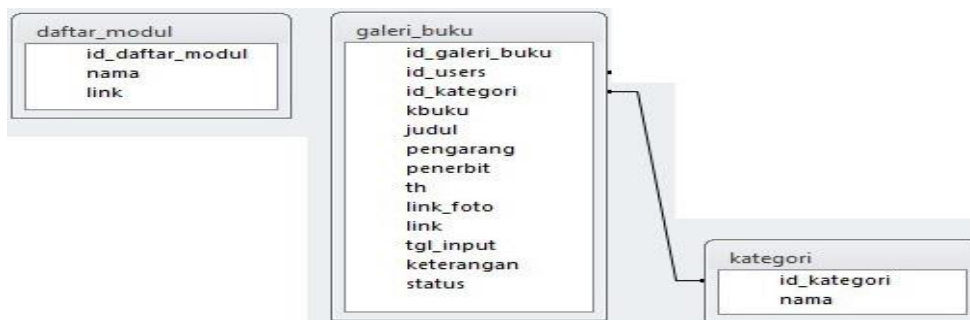 daftar_modul
id_daftar_modul
nama
link
galeri_buku
id_galeri_buku
id_users
id_kategori
kbuku
judul
pengarang
penerbit
th
link_foto
link
tgl_input
keterangan
status
kategori
id_kategori
nama